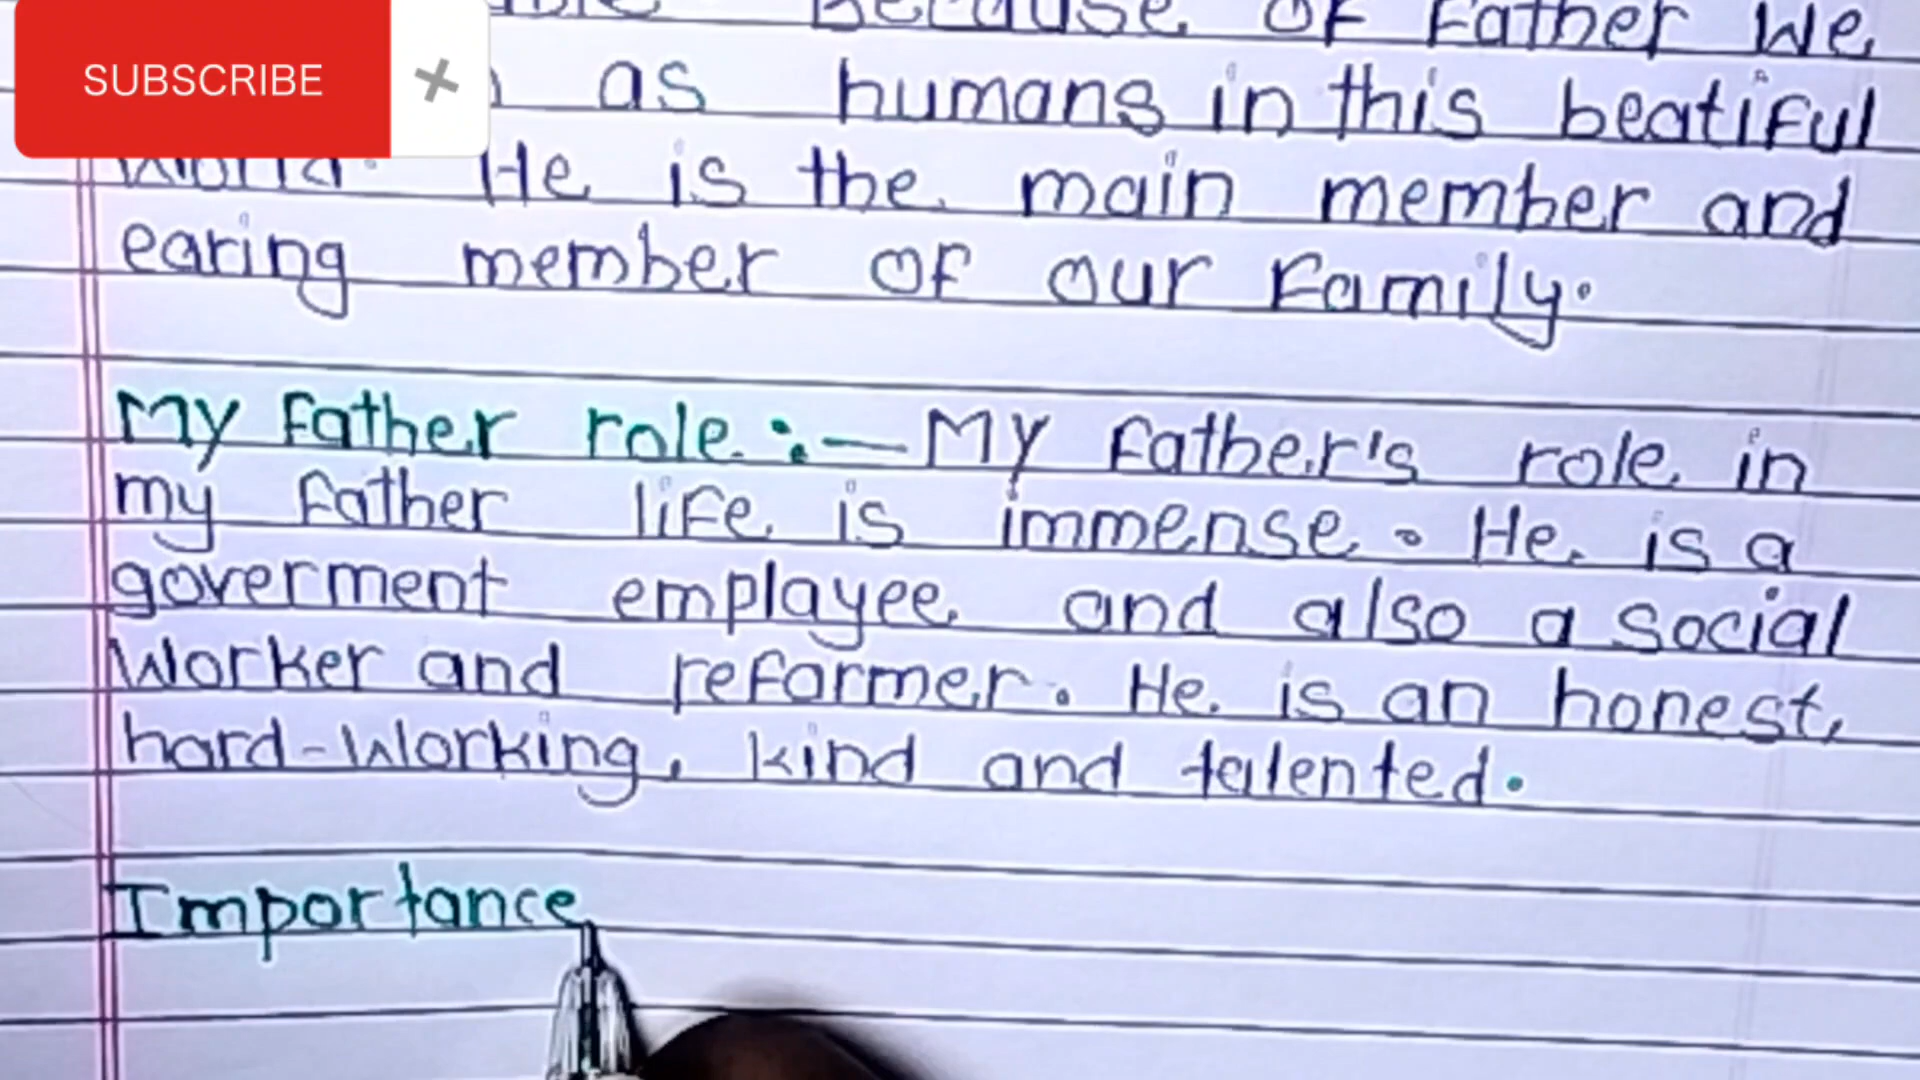 Because of Father We
SUBSCRIBE
as humans in this beatiful
World. He is the main member and
earing member of our Family.
My Father role :- My Father's role in
my Father life is immense. He is a
goverment emplayee and also a social
Worker and refarmer. He is an honest,
hard-Working, kind and talented.
Importance